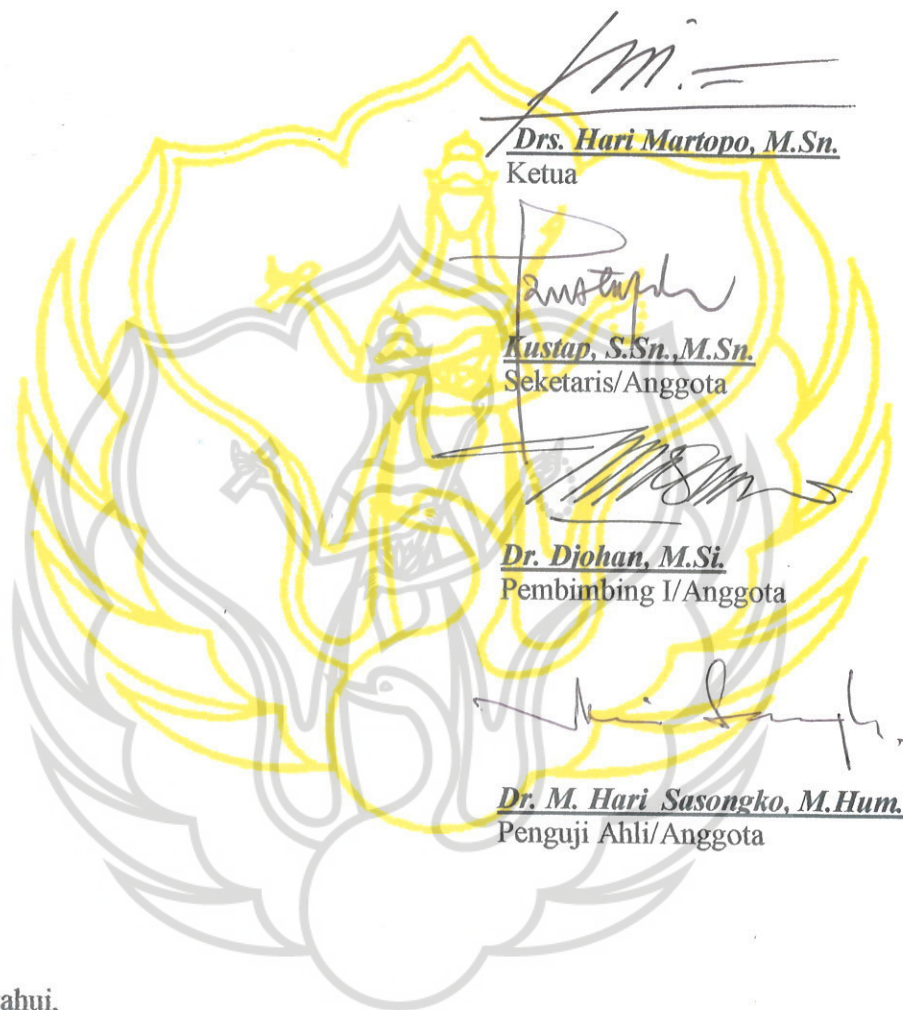 Drs. Hari Martopo, M.Sn.
Ketua
Kustap, S.Sn.,M.Sn.
Seketaris/Anggota
Dr. Djohan, M.Si.
Pembimbing I/Anggota
Dr. M. Hari Sasongko, M.Hum.
Penguji Ahli/Anggota
ahui,